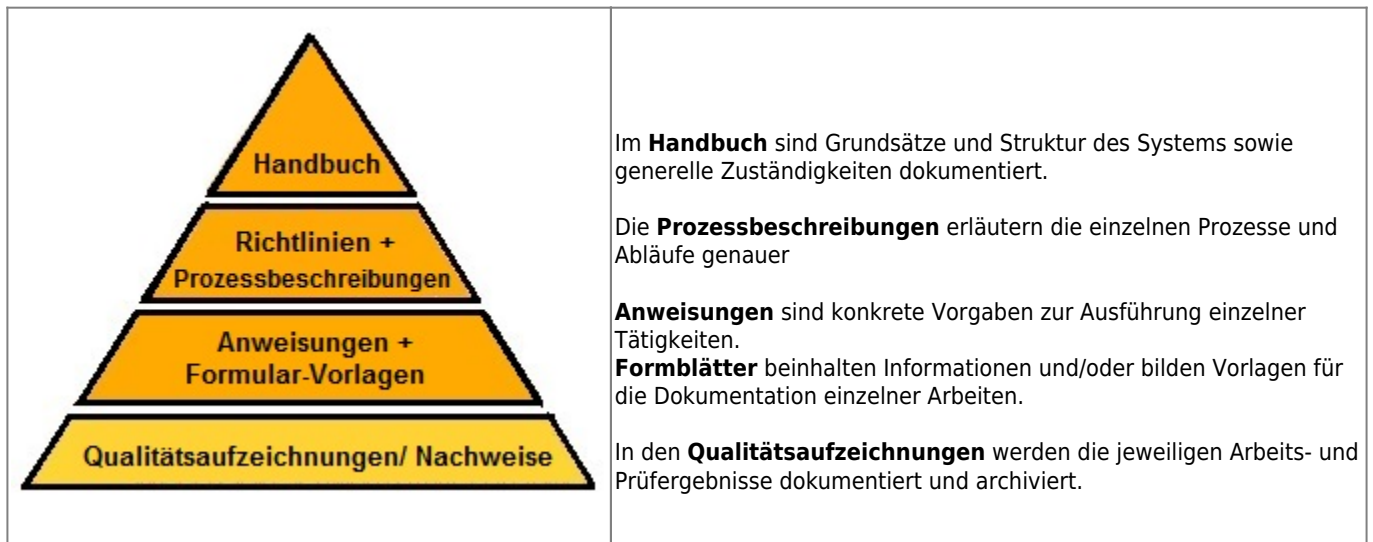 Handbuch
Richtlinien +
Prozessbeschreibungen
Anweisungen +
Formular-Vorlagen
Qualitätsaufzeichnungen/ Nachweise
Im Handbuch sind Grundsätze und Struktur des Systems sowie
generelle Zuständigkeiten dokumentiert.
Die Prozessbeschreibungen erläutern die einzelnen Prozesse und
Abläufe genauer
Anweisungen sind konkrete Vorgaben zur Ausführung einzelner
Tätigkeiten.
Formblätter beinhalten Informationen und/oder bilden Vorlagen für
die Dokumentation einzelner Arbeiten.
In den Qualitätsaufzeichnungen werden die jeweiligen Arbeits- und
Prüfergebnisse dokumentiert und archiviert.